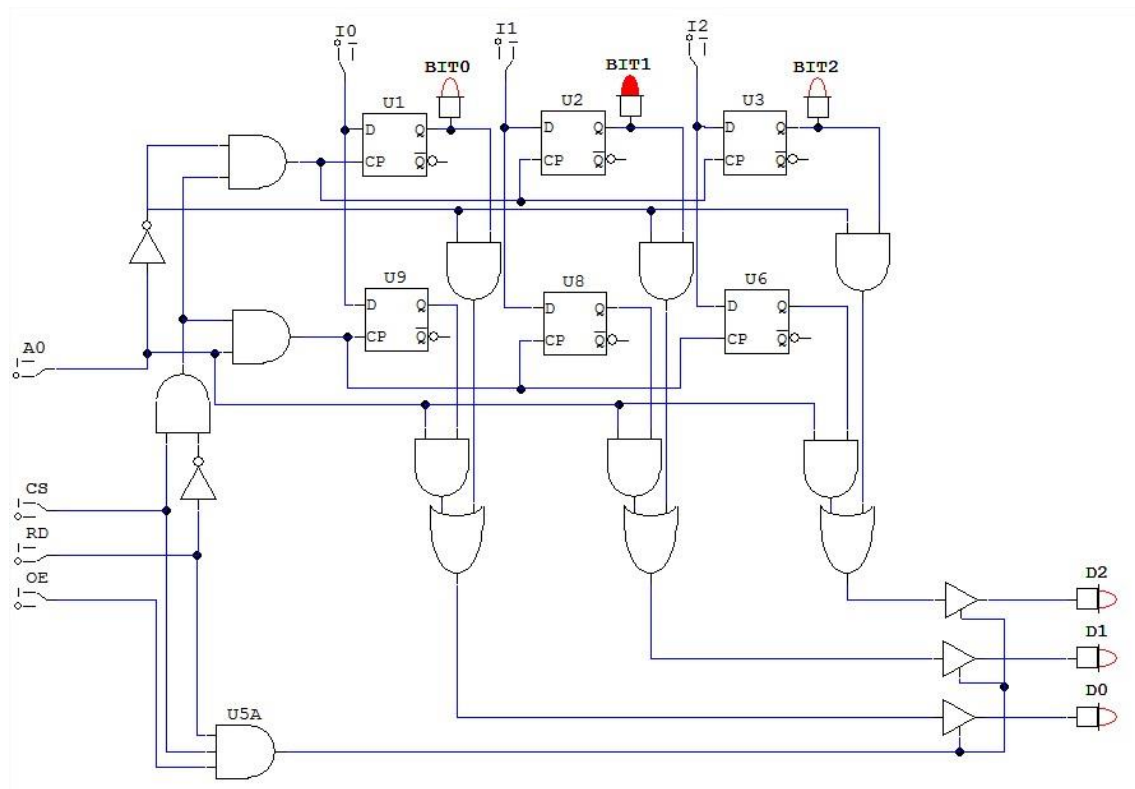 I0
I1
I2
BIT0
BIT1
BIT2
U1
U2
U3
D
Q
D
Q
D
Q
CP
Q
CP
Q
CP
Q
U9
U8
U6
D
Q
D
Q
D
Q
CP
Q
CP
Q
CP
Q
A0
CS
RD
OE
D2
D1
D0
U5A